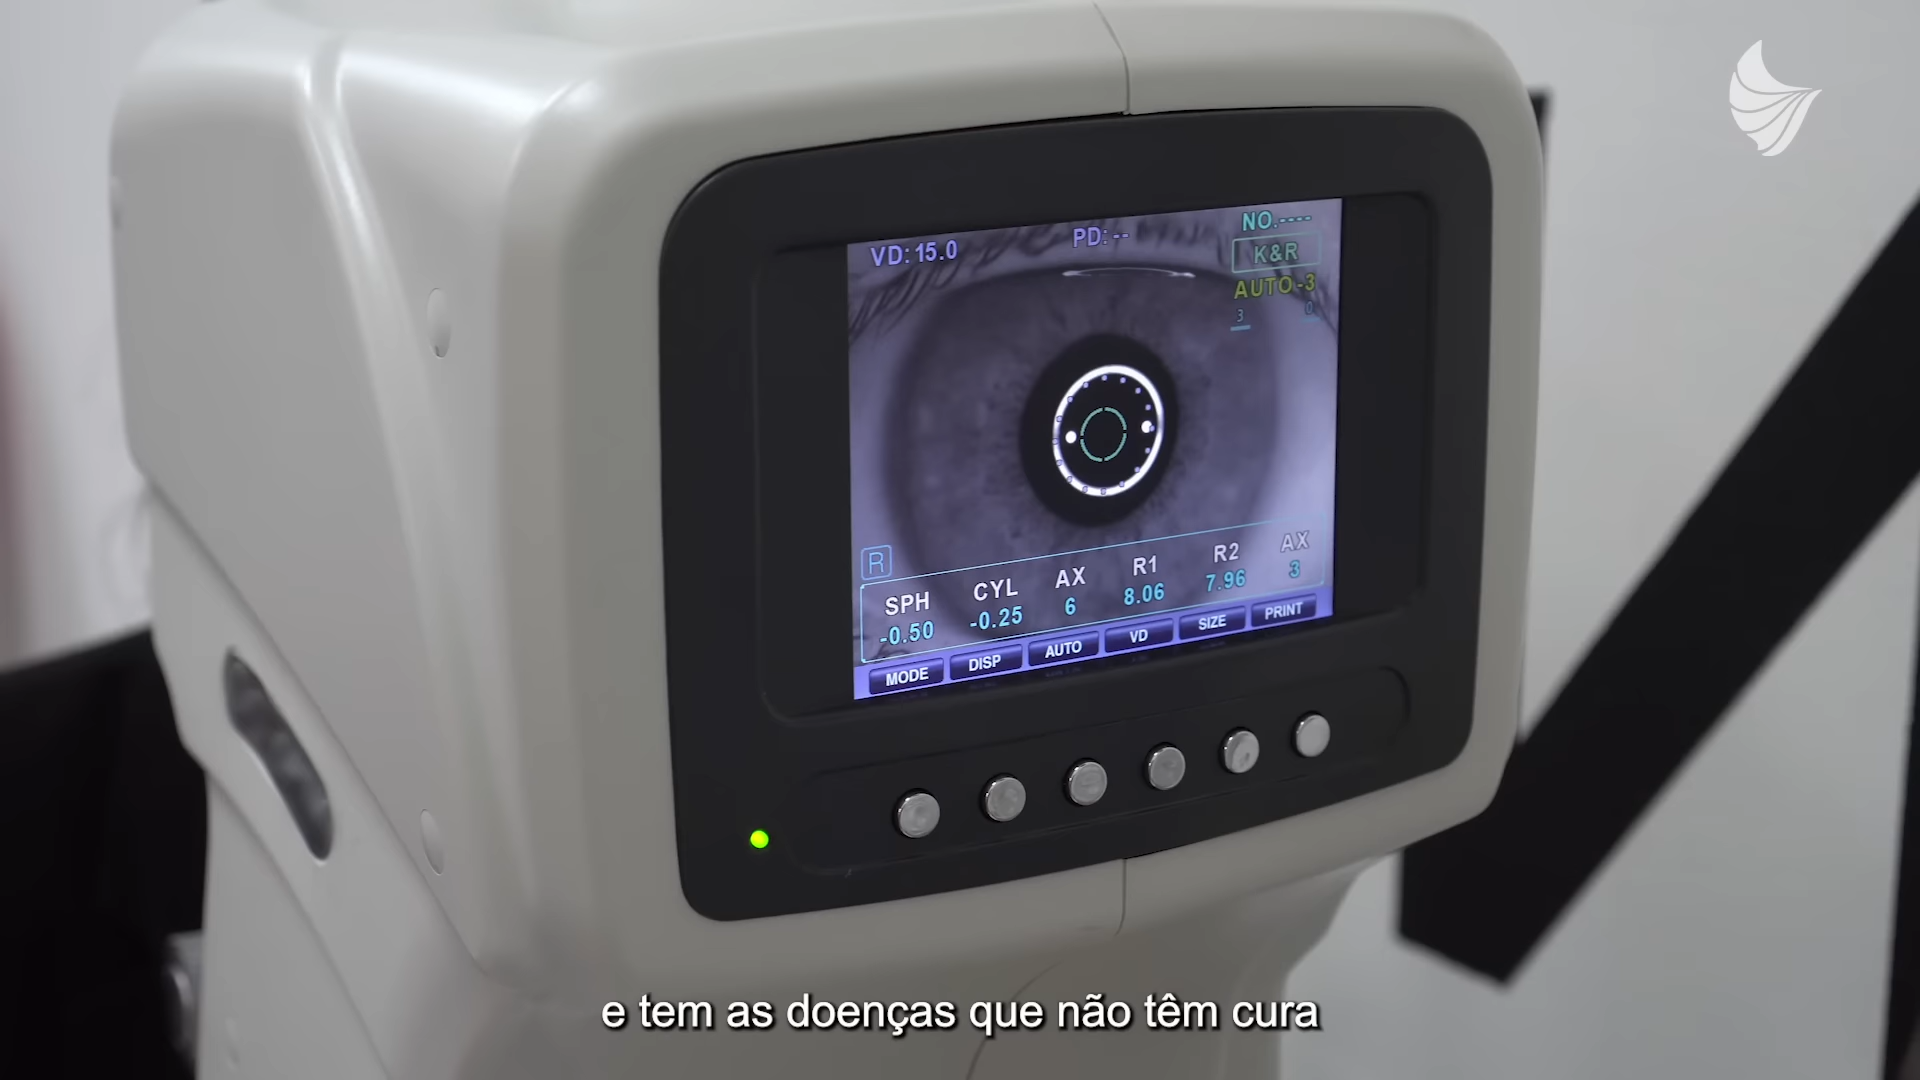 VD: 15.0
PD: --
NO.----
K&R
AUTO-3
3 0
R
SPH CYL AX R1 R2 AX
-0.50 -0.25 6 8.06 7.96 3
MODE DISP AUTO VD SIZE PRINT
e tem as doenças que não têm cura